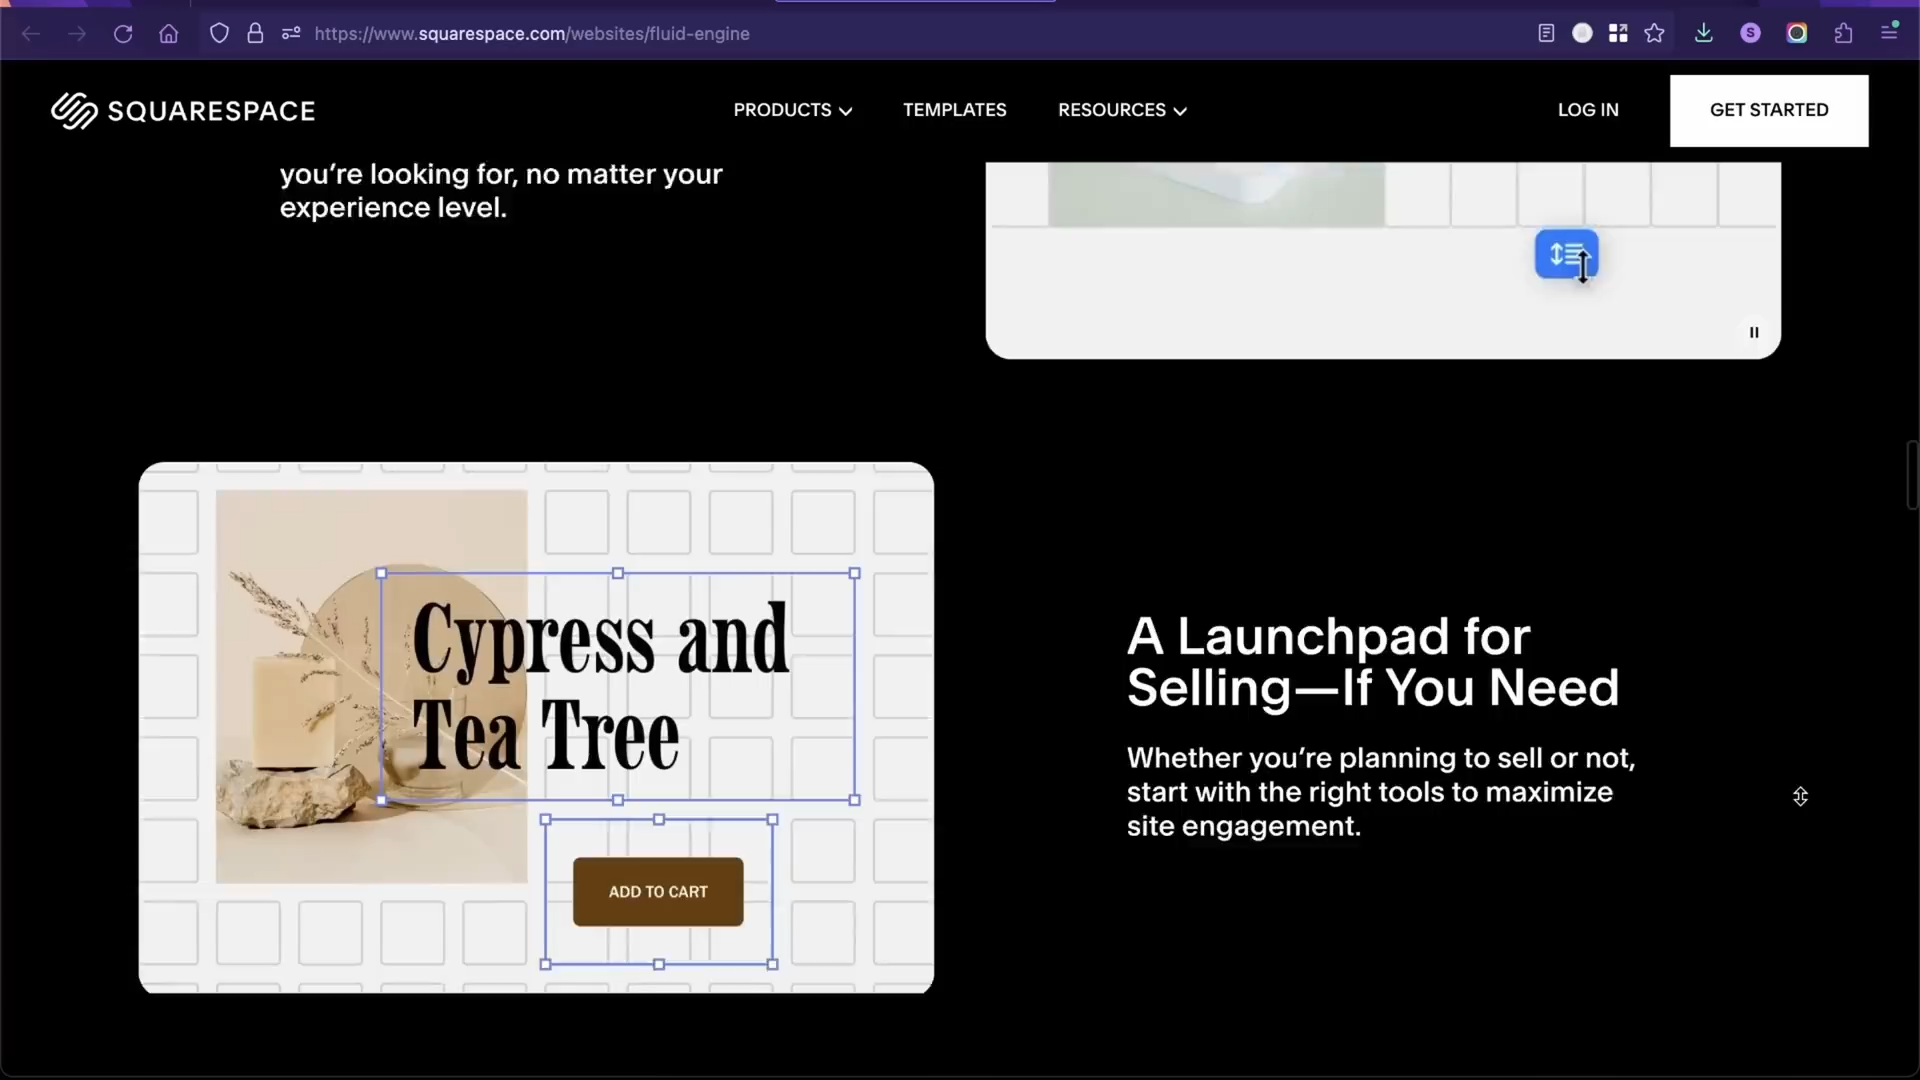 https://www.squarespace.com/websites/fluid-engine
S
SQUARESPACE
PRODUCTS
TEMPLATES
RESOURCES
LOG IN
GET STARTED
you’re looking for, no matter your
experience level.
Cypress and
Tea Tree
ADD TO CART
A Launchpad for
Selling—If You Need
Whether you’re planning to sell or not,
start with the right tools to maximize
site engagement.